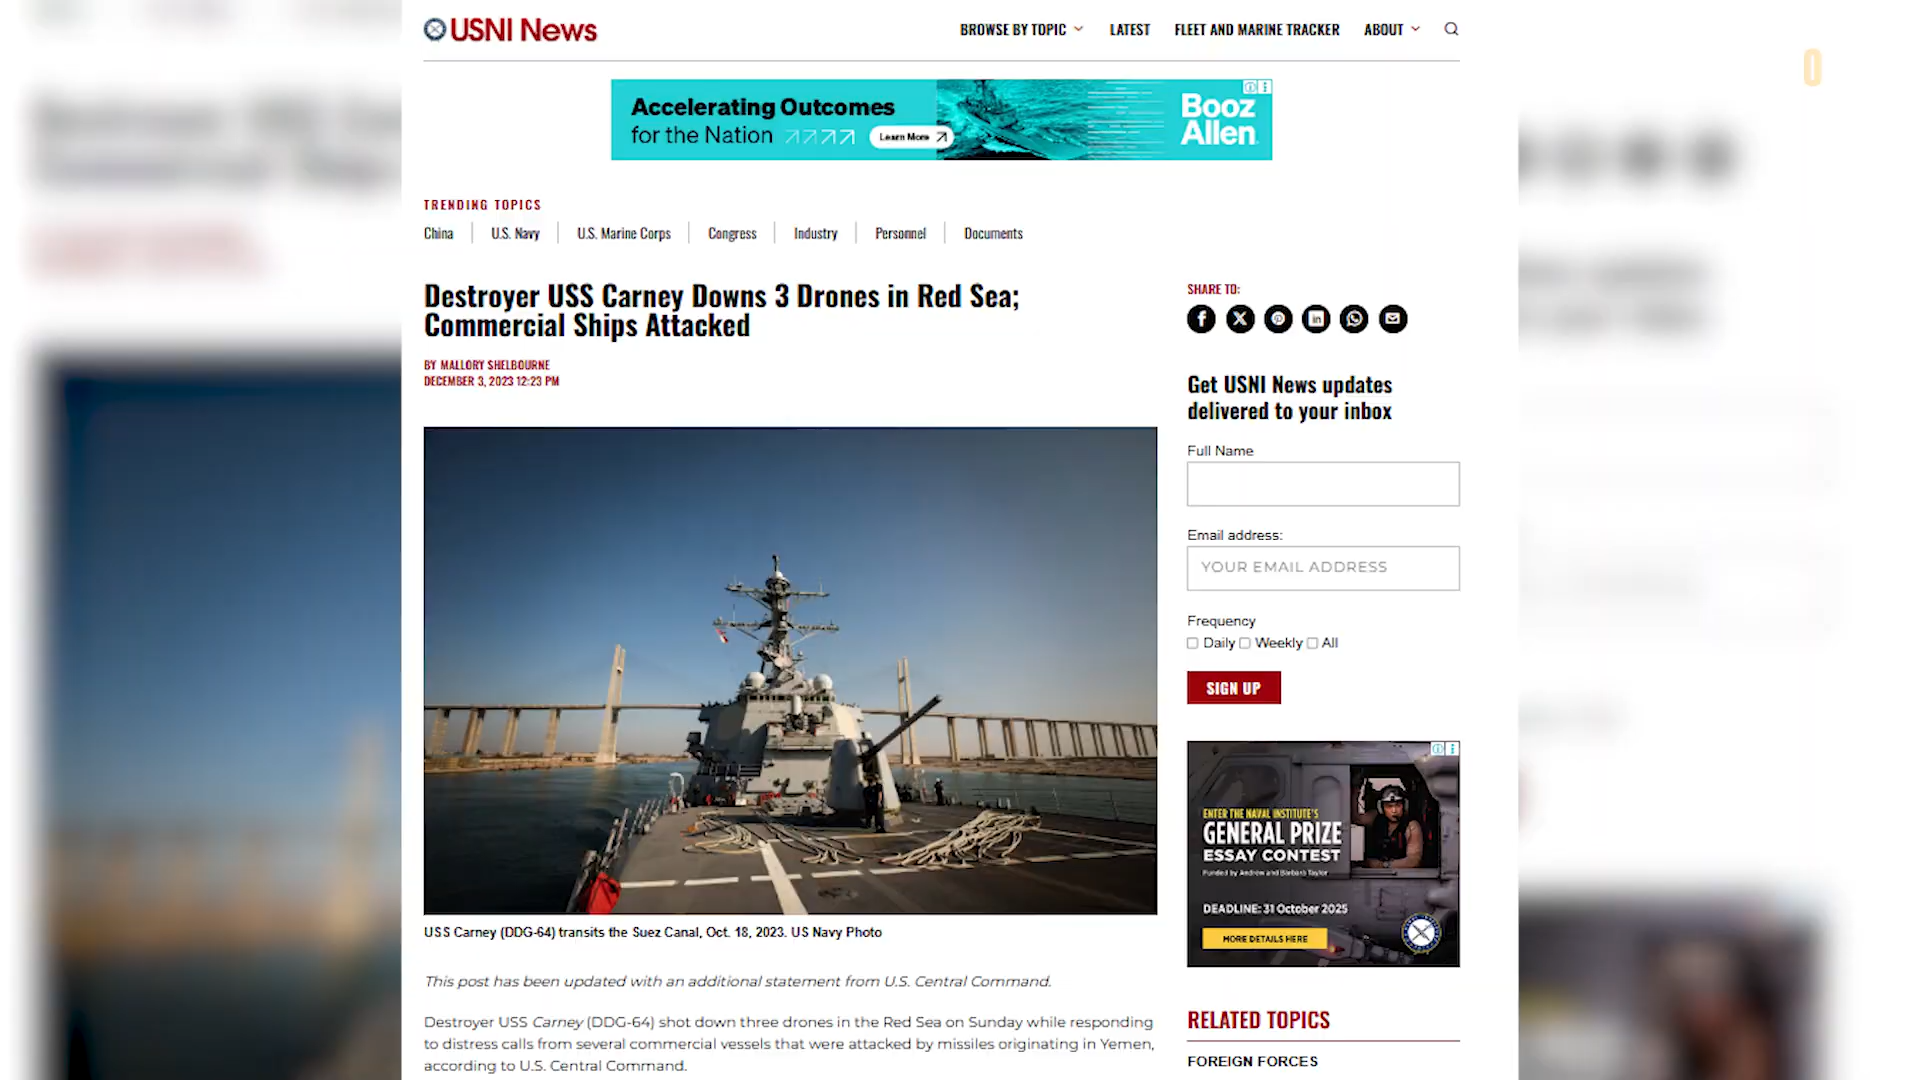 USNI News
BROWSE BY TOPIC
LATEST
FLEET AND MARINE TRACKER
ABOUT
Accelerating Outcomes
for the Nation
Learn More
Booz
Allen
TRENDING TOPICS
China
U.S. Navy
U.S. Marine Corps
Congress
Industry
Personnel
Documents
Destroyer USS Carney Downs 3 Drones in Red Sea;
Commercial Ships Attacked
BY MALLORY SHELBOURNE
DECEMBER 3, 2023 12:23 PM
USS Carney (DDG-64) transits the Suez Canal, Oct. 18, 2023. US Navy Photo
This post has been updated with an additional statement from U.S. Central Command.
Destroyer USS Carney (DDG-64) shot down three drones in the Red Sea on Sunday while responding
to distress calls from several commercial vessels that were attacked by missiles originating in Yemen,
according to U.S. Central Command.
SHARE TO:
Get USNI News updates
delivered to your inbox
Full Name
Email address:
YOUR EMAIL ADDRESS
Frequency
Daily Weekly All
SIGN UP
ENTER THE NAVAL INSTITUTE'S
GENERAL PRIZE
ESSAY CONTEST
Funded by Andrew and Barbara Taylor
DEADLINE: 31 October 2025
MORE DETAILS HERE
RELATED TOPICS
FOREIGN FORCES